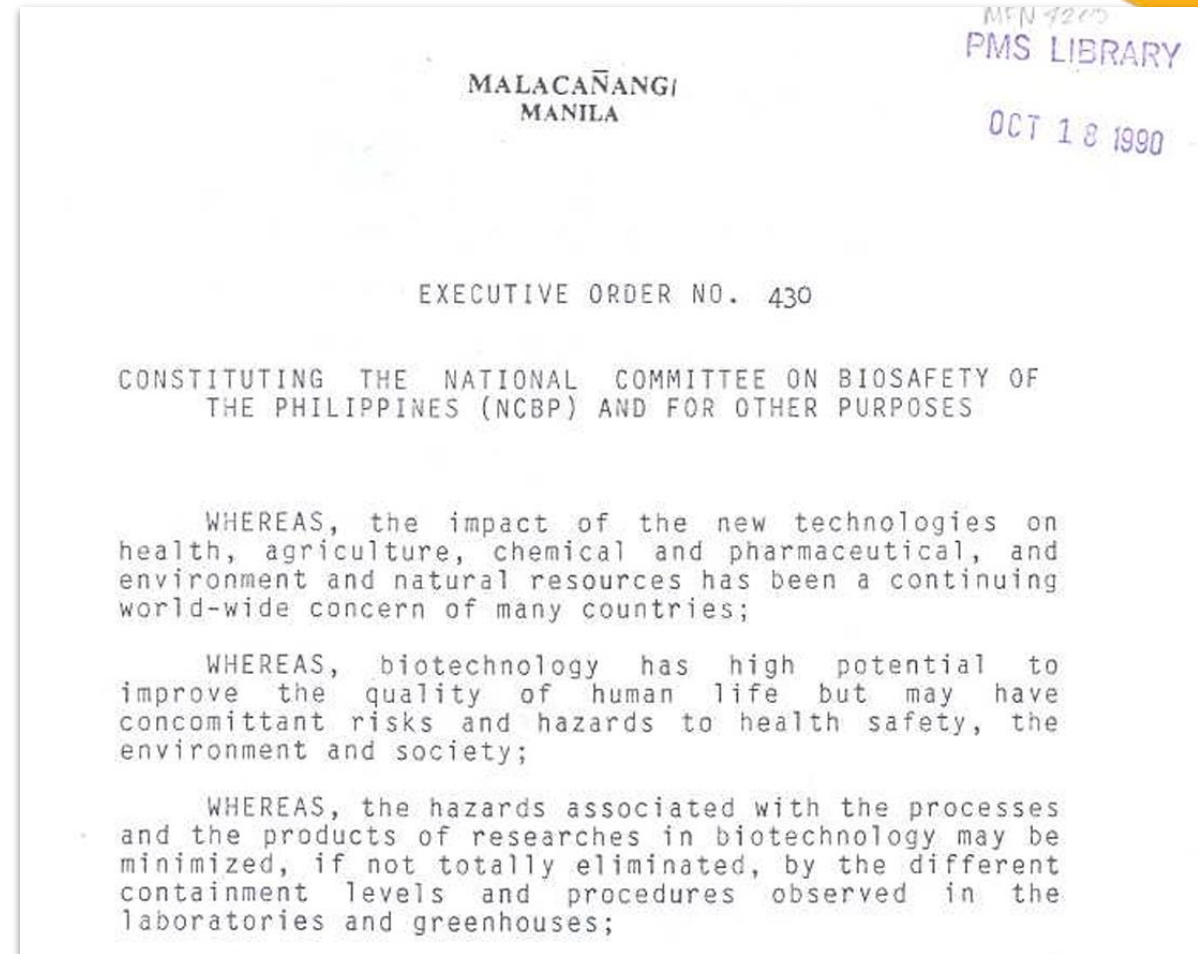 PMS LIBRARY
OCT 18 1990
MALACAÑANG
MANILA
EXECUTIVE ORDER NO. 430
CONSTITUTING THE NATIONAL COMMITTEE ON BIOSAFETY OF
THE PHILIPPINES (NCBP) AND FOR OTHER PURPOSES
WHEREAS, the impact of the new technologies on
health, agriculture, chemical and pharmaceutical, and
environment and natural resources has been a continuing
world-wide concern of many countries;
WHEREAS, biotechnology has high potential to
improve the quality of human life but may have
concomittant risks and hazards to health safety, the
environment and society;
WHEREAS, the hazards associated with the processes
and the products of researches in biotechnology may be
minimized, if not totally eliminated, by the different
containment levels and procedures observed in the
laboratories and greenhouses;